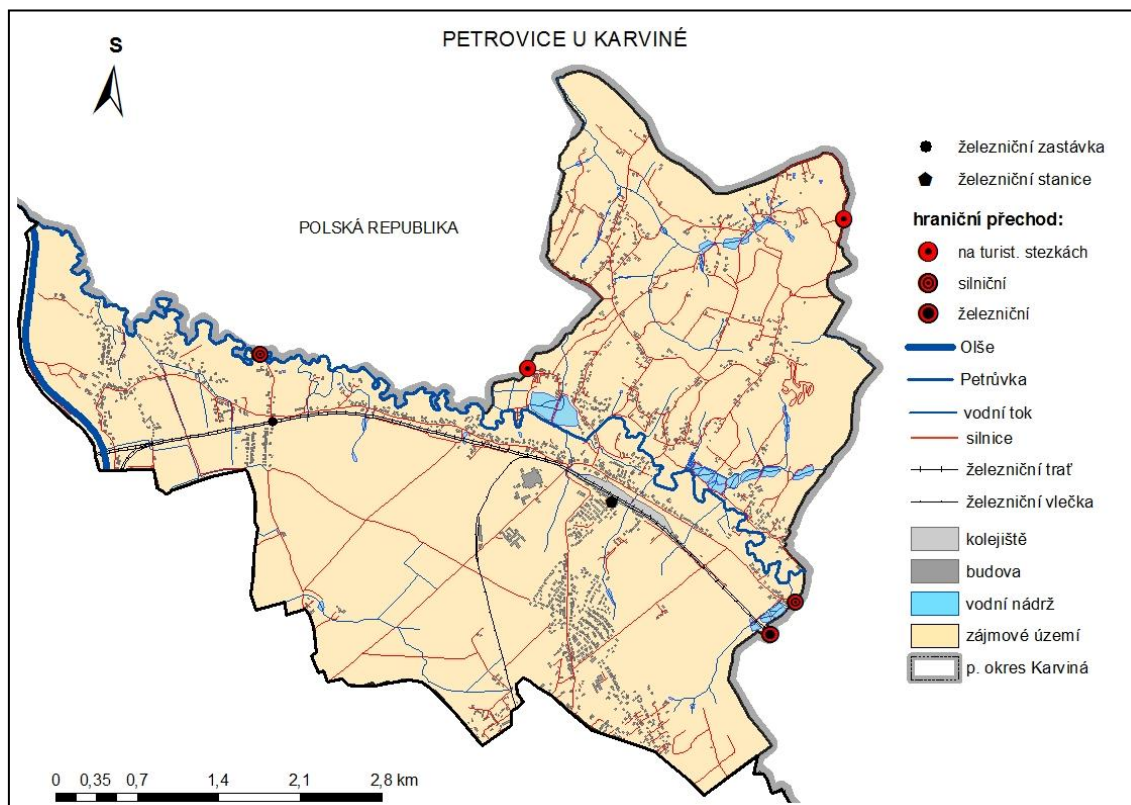 PETROVICE U KARVINÉ
S
POLSKÁ REPUBLIKA
železniční zastávka
železniční stanice
hraniční přechod:
na turist. stezkách
silniční
železniční
Olše
Petrůvka
vodní tok
silnice
železniční trať
železniční vlečka
kolejiště
budova
vodní nádrž
zájmové území
p. okres Karviná
0 0,35 0,7 1,4 2,1 2,8 km